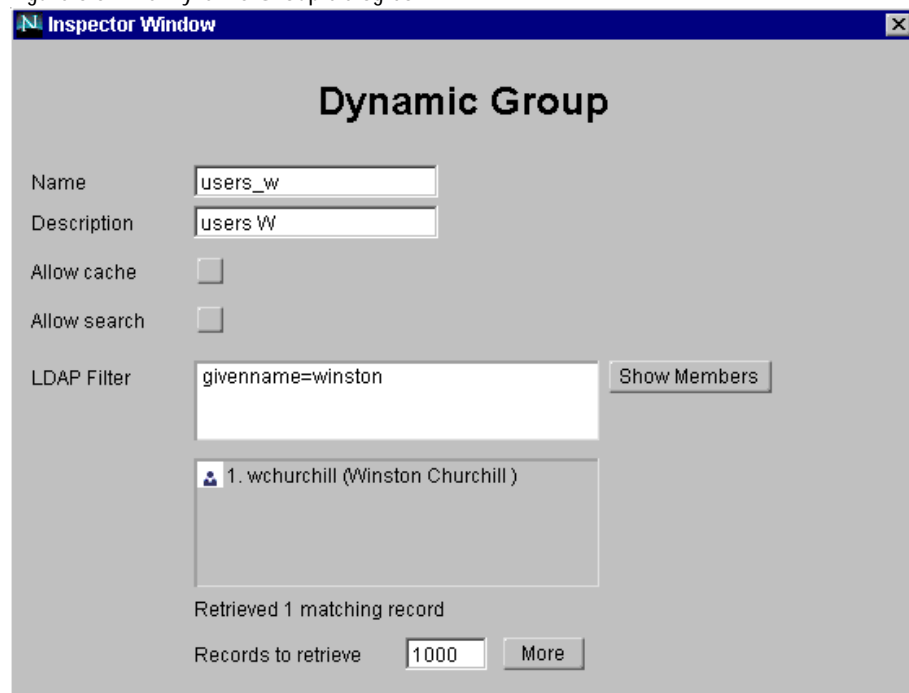 Inspector Window
Dynamic Group
Name users_w
Description users W
Allow cache
Allow search
LDAP Filter givenname=winston Show Members
1. wchurchill (Winston Churchill )
Retrieved 1 matching record
Records to retrieve 1000 More